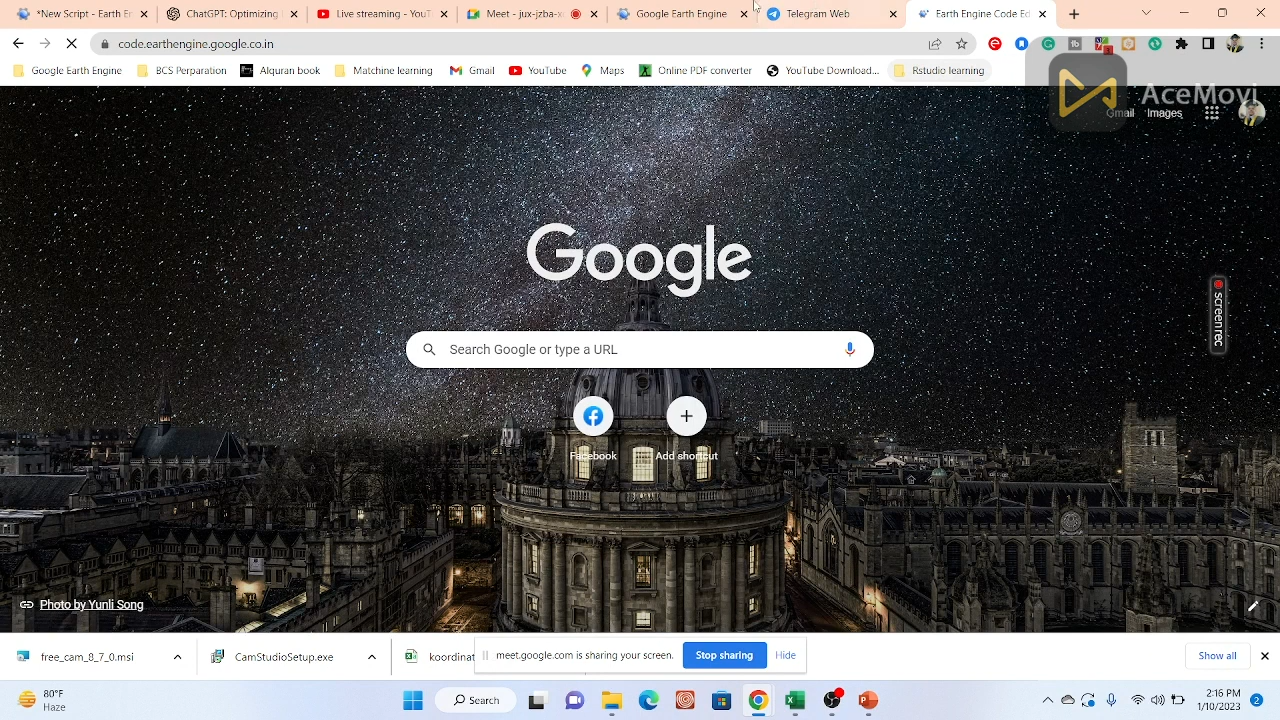 *New Script - Earth En
ChatGPT: Optimizing
Live streaming - YouT
Meet - jux-jzba-x
Google Earth Engine
Telegram Web
Earth Engine Code Ed
code.earthengine.google.co.in
Google Earth Engine
BCS Perparation
Alquran book
online learning
Gmail
YouTube
Maps
Online PDF converter
YouTube Download...
Rstudio learning
AceMovi
Gmail
Images
Google
screenrec
Search Google or type a URL
Facebook
Add shortcut
Photo by Yunli Song
free_cam_8_7_0.msi
CamStudioSetup.exe
koordinat
meet.google.com is sharing your screen.
Stop sharing
Hide
Show all
80°F
Haze
Search
2:16 PM
1/10/2023
2